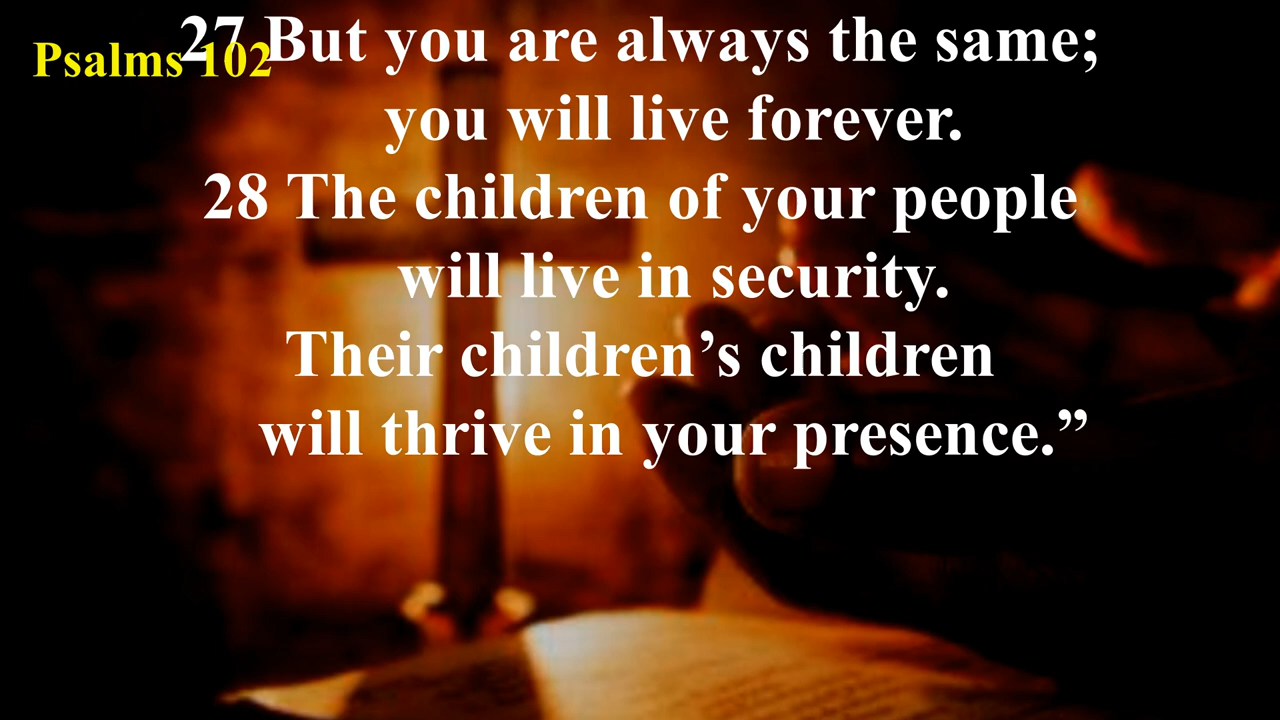 Psalms 102
27 But you are always the same;
you will live forever.
28 The children of your people
will live in security.
Their children’s children
will thrive in your presence.”